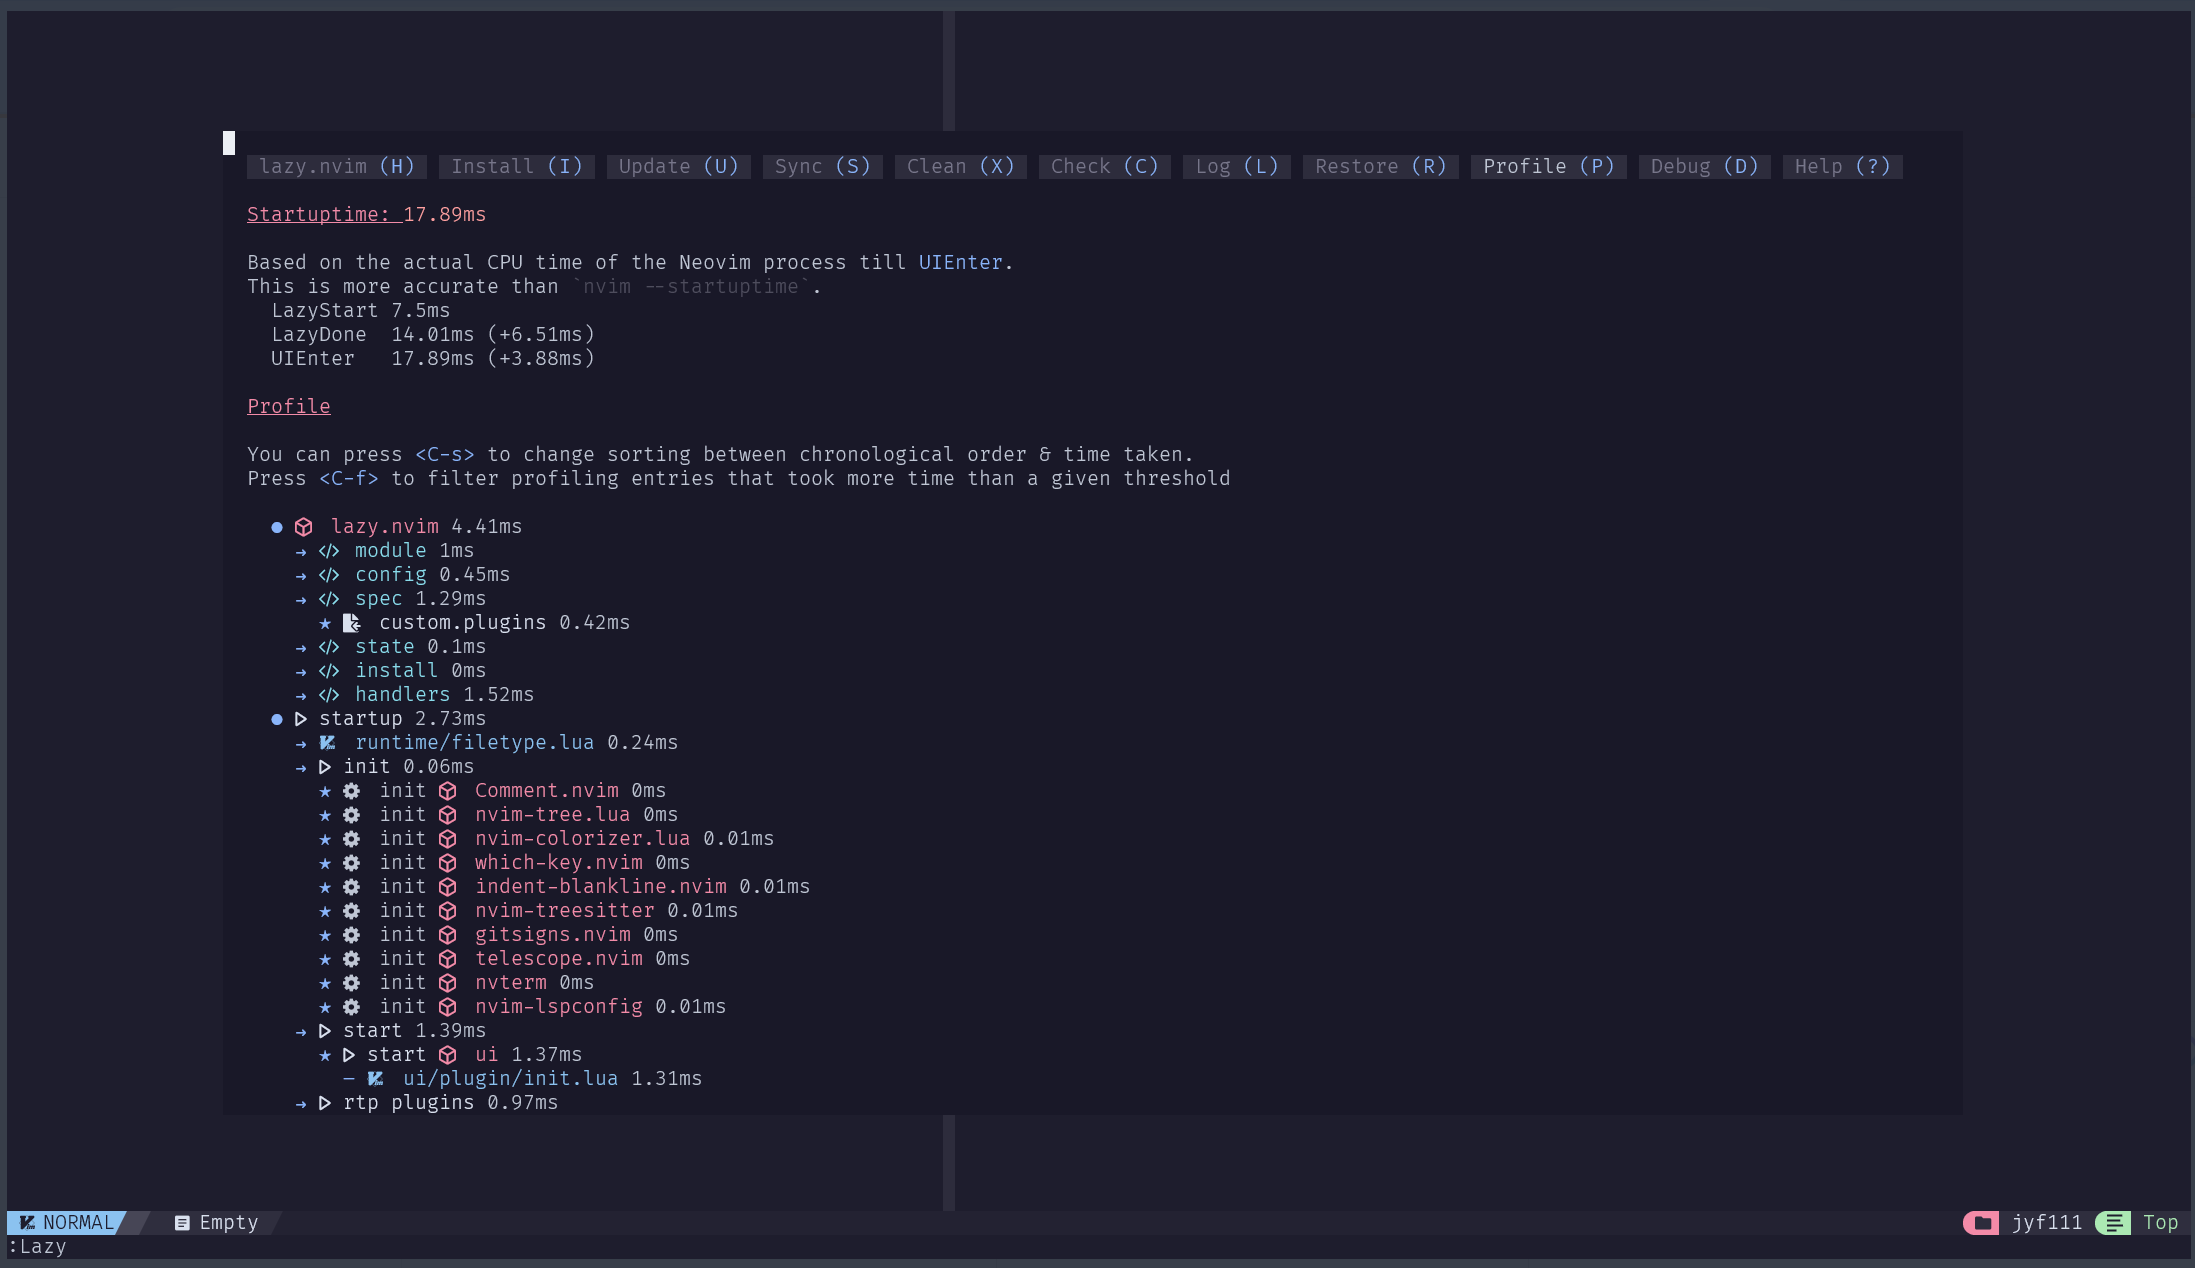 lazy.nvim (H) Install (I) Update (U) Sync (S) Clean (X) Check (C) Log (L) Restore (R) Profile (P) Debug (D) Help (?)
Startuptime: 17.89ms
Based on the actual CPU time of the Neovim process till UIEnter.
This is more accurate than `nvim --startuptime`.
LazyStart 7.5ms
LazyDone 14.01ms (+6.51ms)
UIEnter 17.89ms (+3.88ms)
Profile
You can press <C-s> to change sorting between chronological order & time taken.
Press <C-f> to filter profiling entries that took more time than a given threshold
● lazy.nvim 4.41ms
→ </> module 1ms
→ </> config 0.45ms
→ </> spec 1.29ms
★ custom.plugins 0.42ms
→ </> state 0.1ms
→ </> install 0ms
→ </> handlers 1.52ms
● startup 2.73ms
→ runtime/filetype.lua 0.24ms
→ init 0.06ms
★ init Comment.nvim 0ms
★ init nvim-tree.lua 0ms
★ init nvim-colorizer.lua 0.01ms
★ init which-key.nvim 0ms
★ init indent-blankline.nvim 0.01ms
★ init nvim-treesitter 0.01ms
★ init gitsigns.nvim 0ms
★ init telescope.nvim 0ms
★ init nvterm 0ms
★ init nvim-lspconfig 0.01ms
→ start 1.39ms
★ start ui 1.37ms
— ui/plugin/init.lua 1.31ms
→ rtp plugins 0.97ms
NORMAL Empty jyf111 Top
:Lazy